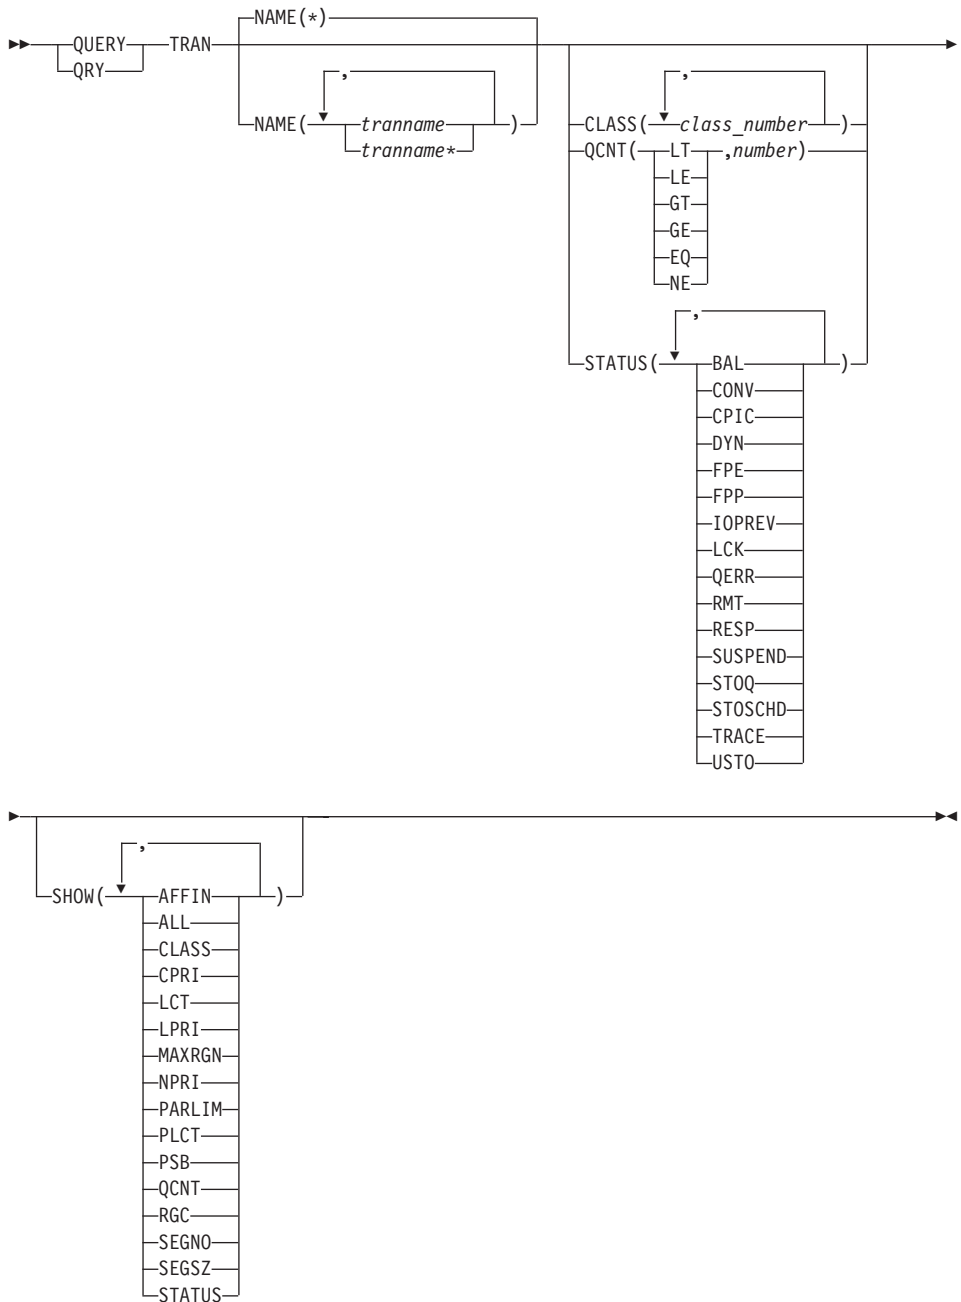 NAME(*)
QUERY TRAN
QRY
, , ,
NAME( tranname ) CLASS( class_number )
tranname* QCNT( LT ,number)
LE
GT
GE
EQ
NE
,
STATUS( BAL )
CONV
CPIC
DYN
FPE
FPP
IOPREV
LCK
QERR
RMT
RESP
SUSPEND
STOQ
STOSCHD
TRACE
USTO
,
SHOW( AFFIN )
ALL
CLASS
CPRI
LCT
LPRI
MAXRGN
NPRI
PARLIM
PLCT
PSB
QCNT
RGC
SEGNO
SEGSZ
STATUS